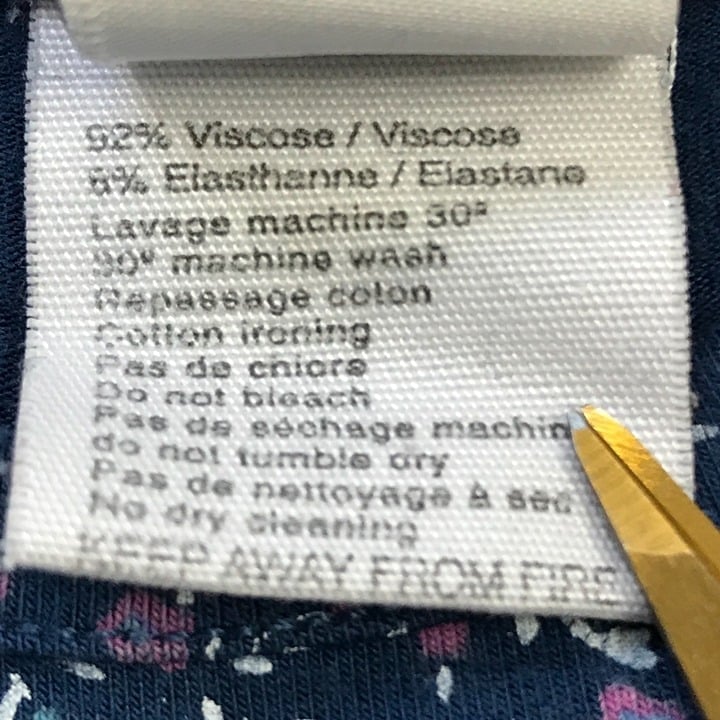 92% Viscose / Viscose
8% Elasthanne / Elastane
Lavage machine 30°
30° machine wash
Repassage coton
Cotton ironing
Pas de chlore
Do not bleach
Pas de séchage machin
do not tumble dry
Pas de nettoyage à sec
No dry cleaning
KEEP AWAY FROM FIRE